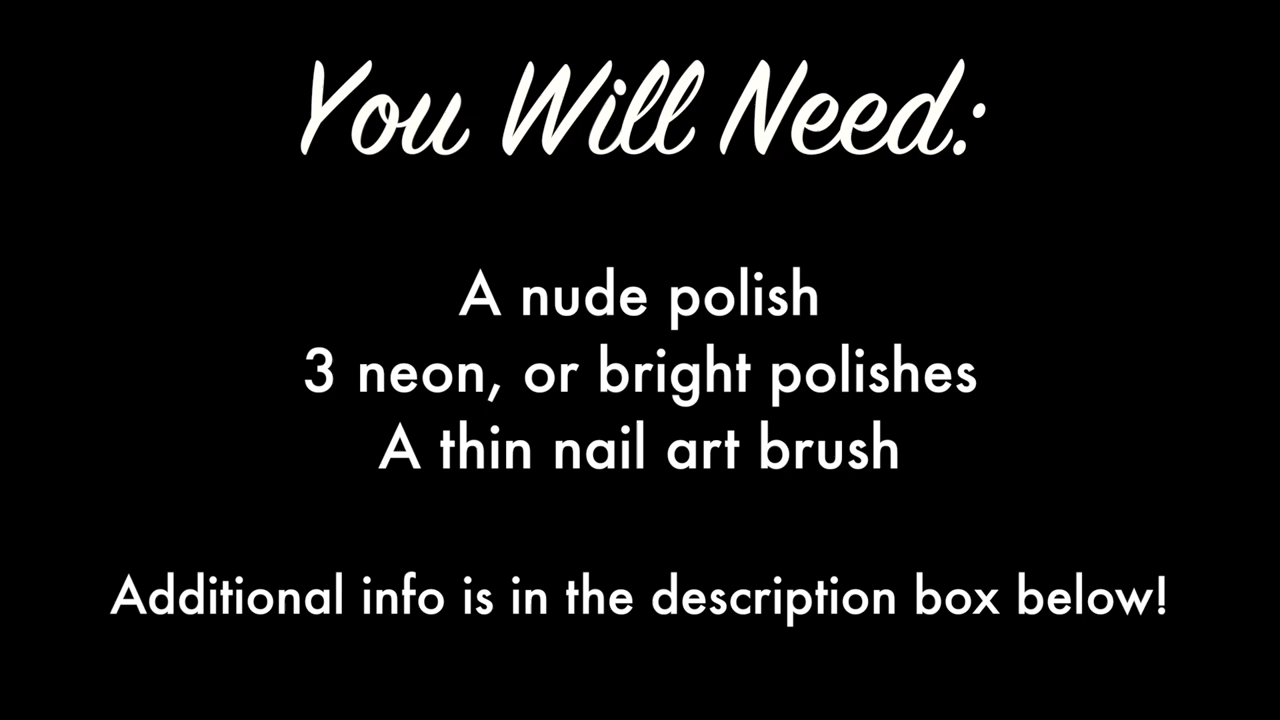 You Will Need:
A nude polish
3 neon, or bright polishes
A thin nail art brush
Additional info is in the description box below!